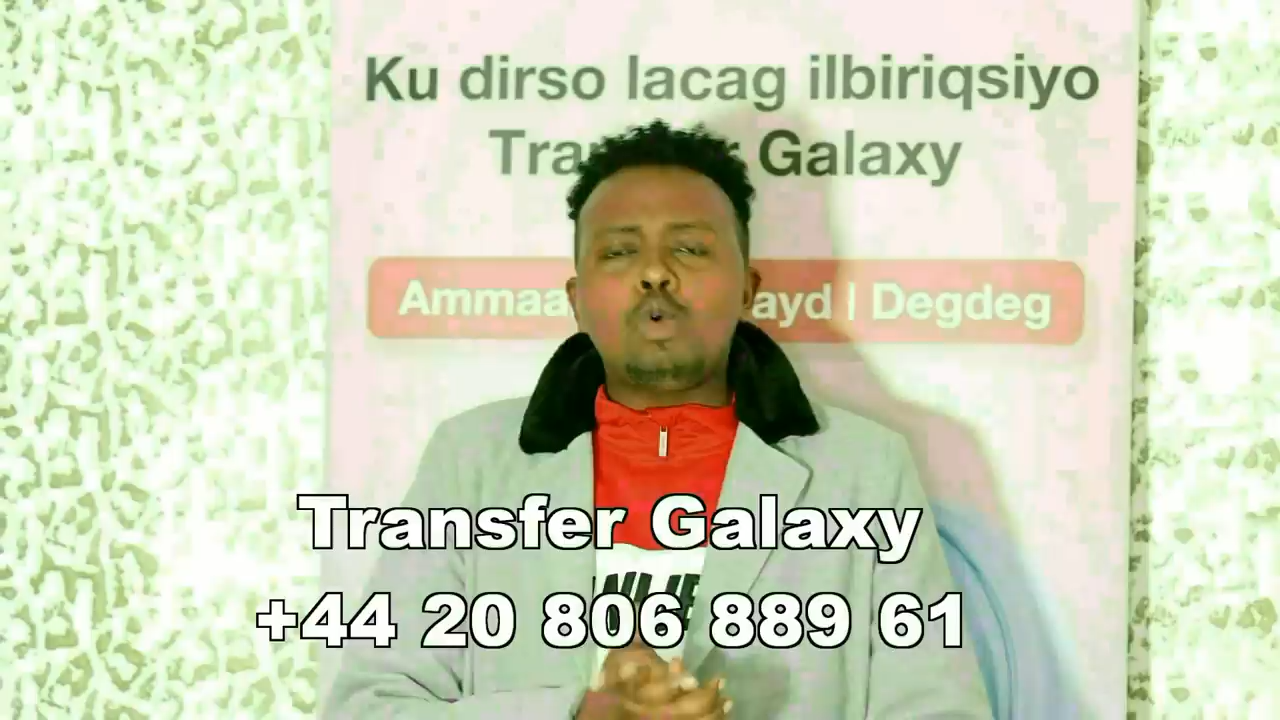 Ku dirso lacag ilbiriqsiyo
Galaxy
Degdeg
Transfer Galaxy
+44 20 806 889 61